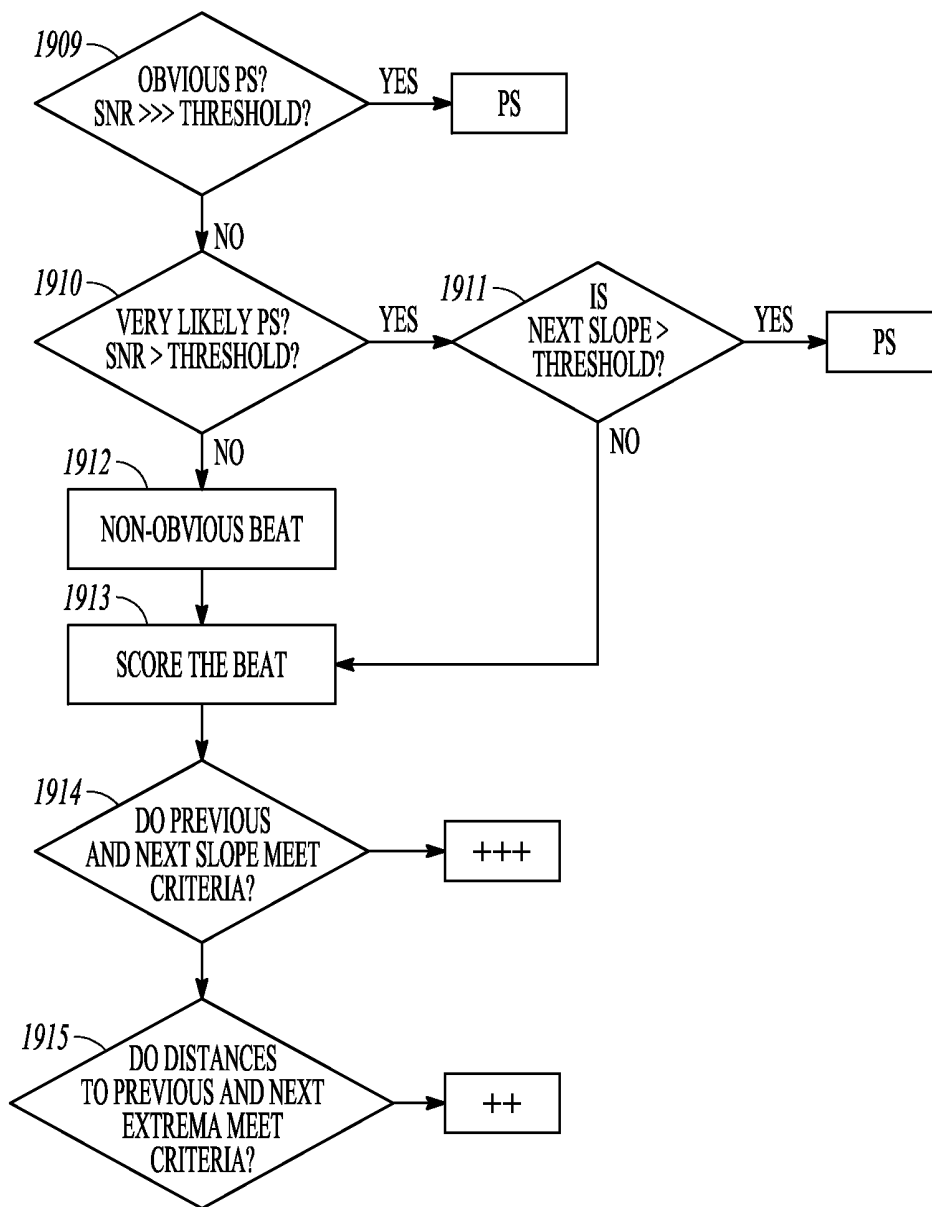 1909
OBVIOUS PS?
SNR >>> THRESHOLD?
YES
PS
NO
1910
VERY LIKELY PS?
SNR > THRESHOLD?
YES
1911
IS
NEXT SLOPE >
THRESHOLD?
YES
PS
NO
NO
1912
NON-OBVIOUS BEAT
1913
SCORE THE BEAT
1914
DO PREVIOUS
AND NEXT SLOPE MEET
CRITERIA?
+++
1915
DO DISTANCES
TO PREVIOUS AND NEXT
EXTREMA MEET
CRITERIA?
++